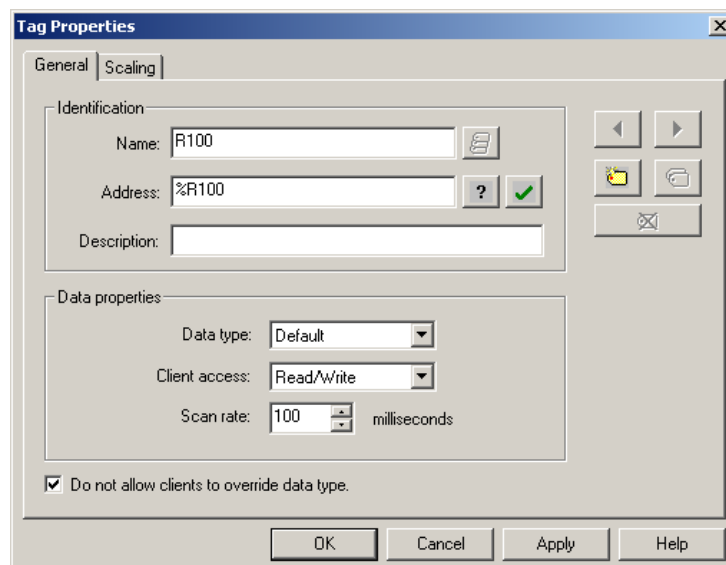 Tag Properties
General Scaling
Identification
Name: R100
Address: %R100 ?
Description:
Data properties
Data type: Default
Client access: Read/Write
Scan rate: 100 milliseconds
Do not allow clients to override data type.
OK Cancel Apply Help